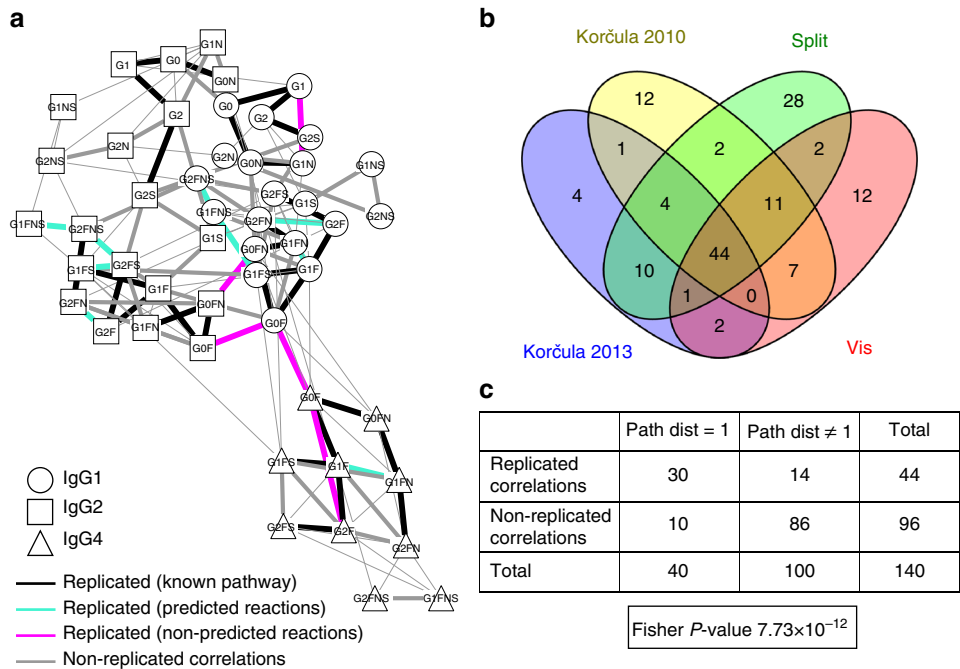 a
G1N
G1
G0
G0N
G1
G1NS
G0
G2
G2
G2S
G2N
G2N
G0N
G1N
G1NS
G2NS
G2FNS
G2S
G2FS
G1S
G1FNS
G2NS
G2FN
G2F
G1FNS
G2FNS
G1S
G0FN
G1FN
G1FS
G2FS
G1FS
G1F
G1F
G2FN
G0FN
G2F
G1FN
G0F
G0F
G0F
G0FN
G1FS
G1F
G1FN
G2FS
G2F
G2FN
G2FNS
G1FNS
IgG1
IgG2
IgG4
Replicated (known pathway)
Replicated (predicted reactions)
Replicated (non-predicted reactions)
Non-replicated correlations
b
Korčula 2010
Split
12
28
1
2
2
4
4
11
12
44
10
7
1
0
2
Korčula 2013
Vis
c
Path dist = 1 Path dist ≠ 1 Total
Replicated correlations 30 14 44
Non-replicated correlations 10 86 96
Total 40 100 140
Fisher P-value 7.73×10⁻¹²